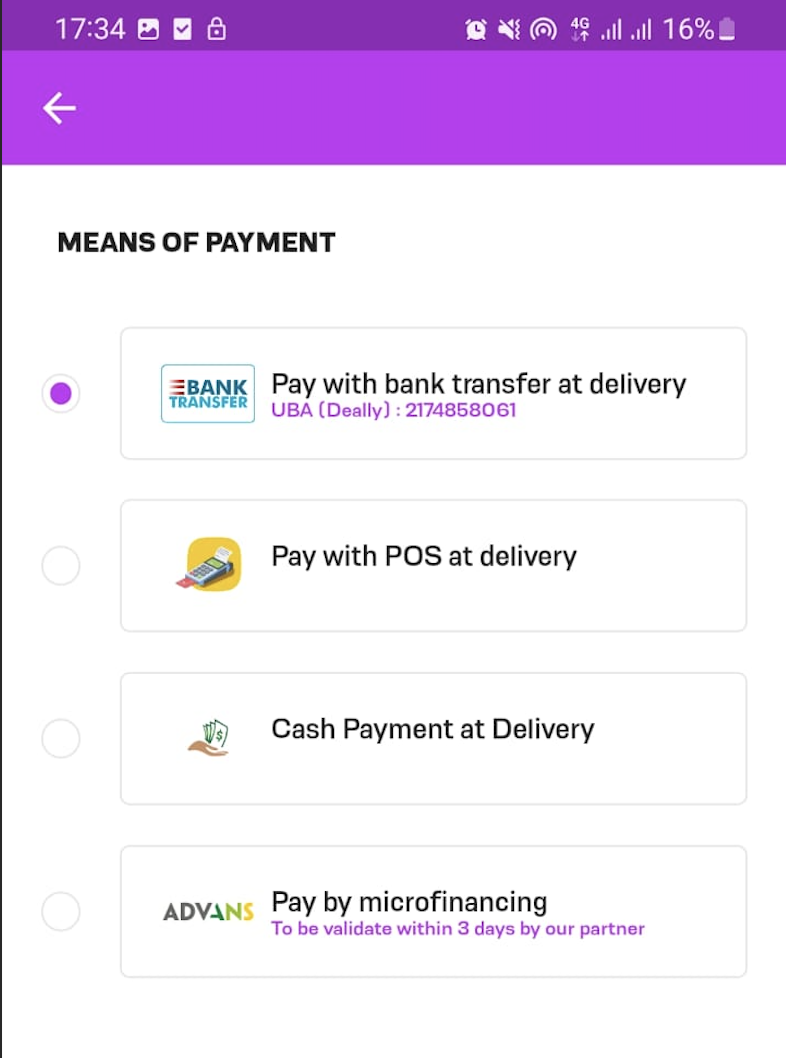 17:34 4G 16%
MEANS OF PAYMENT
BANK
TRANSFER
Pay with bank transfer at delivery
UBA (Deally) : 2174858061
Pay with POS at delivery
Cash Payment at Delivery
ADVANS
Pay by microfinancing
To be validate within 3 days by our partner